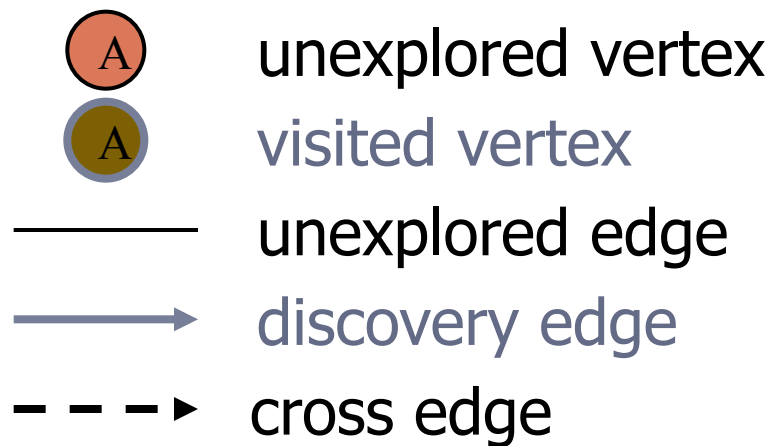 A unexplored vertex
A visited vertex
unexplored edge
discovery edge
cross edge